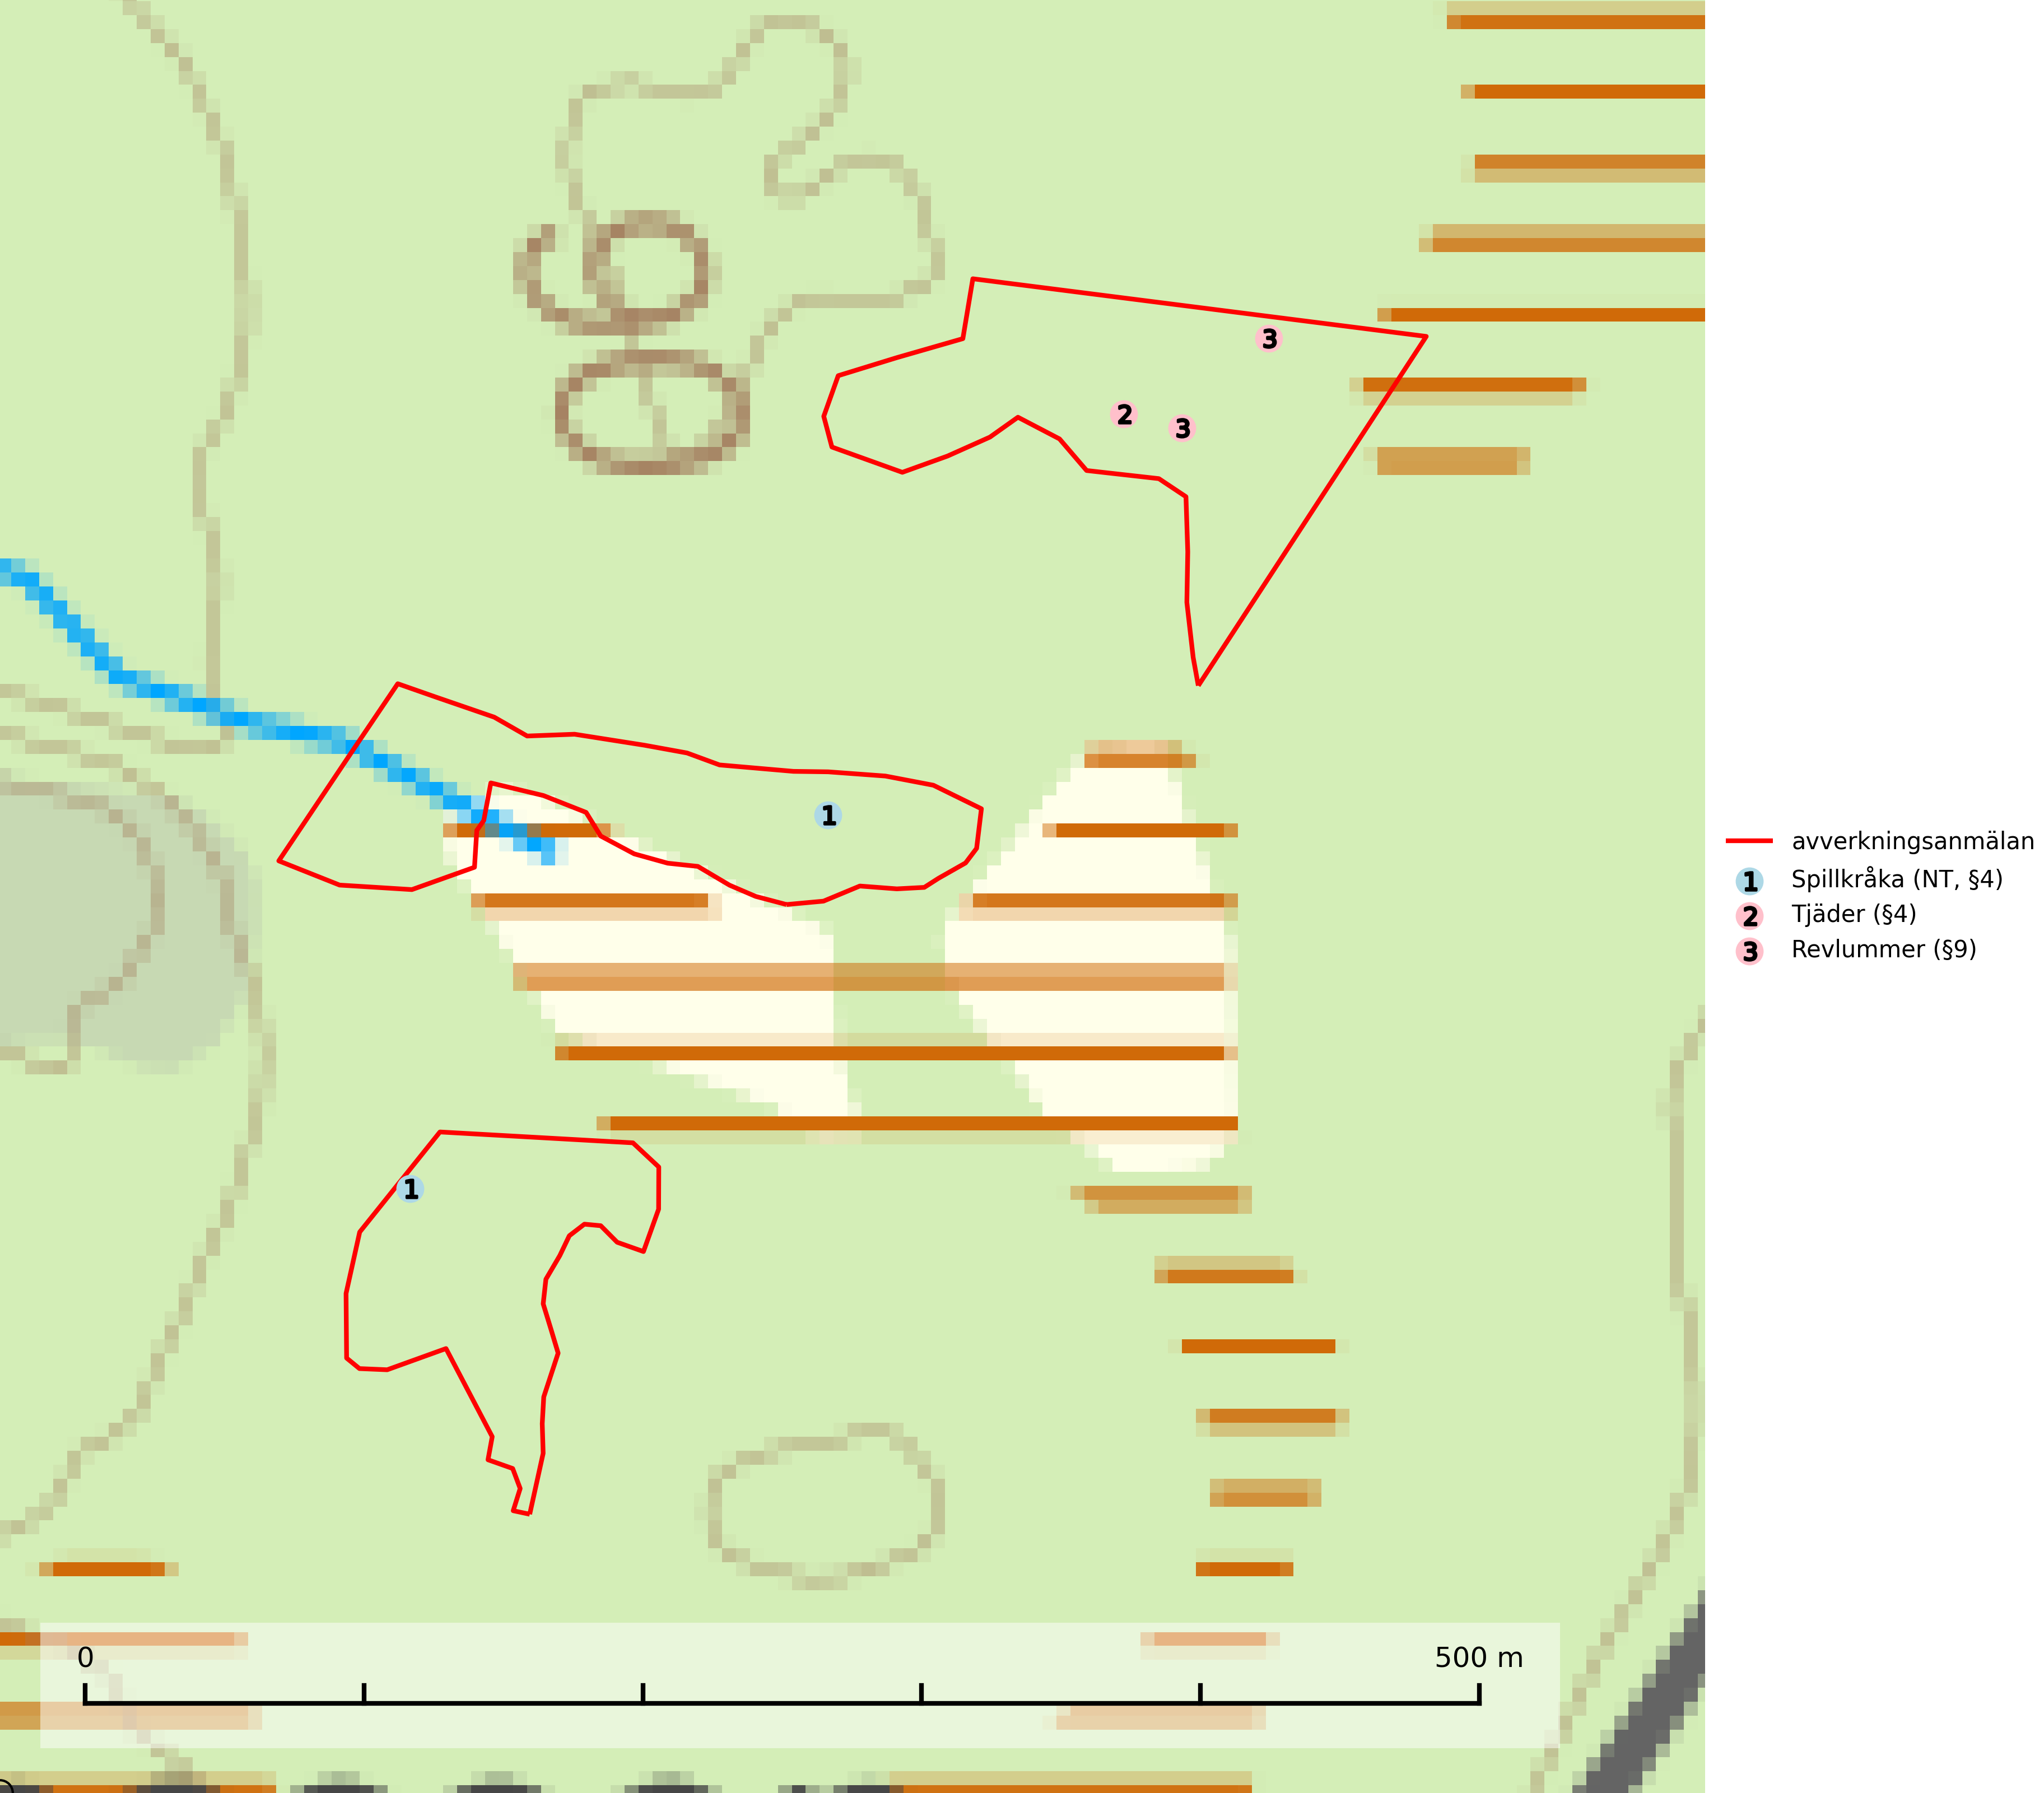 3
2
3
1
1
avverkningsanmälan
1 Spillkråka (NT, §4)
2 Tjäder (§4)
3 Revlummer (§9)
0 500 m